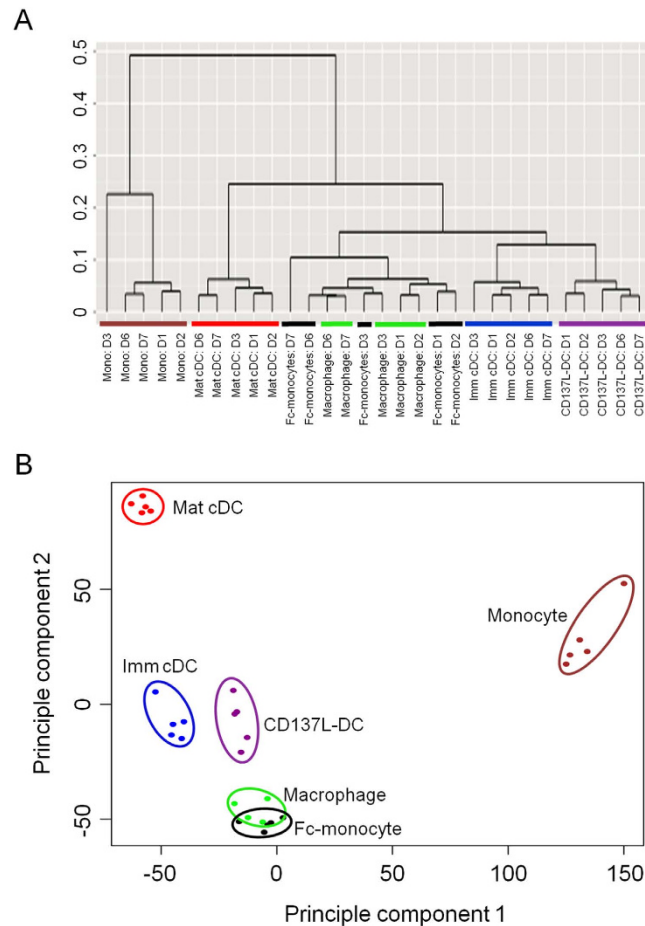 A
0.5
0.4
0.3
0.2
0.1
0
Mono: D3
Mono: D6
Mono: D7
Mono: D1
Mono: D2
Mat cDC: D6
Mat cDC: D7
Mat cDC: D3
Mat cDC: D1
Mat cDC: D2
Fc-monocytes: D7
Fc-monocytes: D6
Macrophage: D6
Macrophage: D7
Fc-monocytes: D3
Macrophage: D3
Macrophage: D1
Macrophage: D2
Fc-monocytes: D1
Fc-monocytes: D2
Imm cDC: D3
Imm cDC: D1
Imm cDC: D2
Imm cDC: D6
Imm cDC: D7
CD137L-DC: D1
CD137L-DC: D2
CD137L-DC: D3
CD137L-DC: D6
CD137L-DC: D7
B
Mat cDC
Monocyte
Imm cDC
CD137L-DC
Macrophage
Fc-monocyte
Principle component 2
50
0
-50
-50
0
50
100
150
Principle component 1